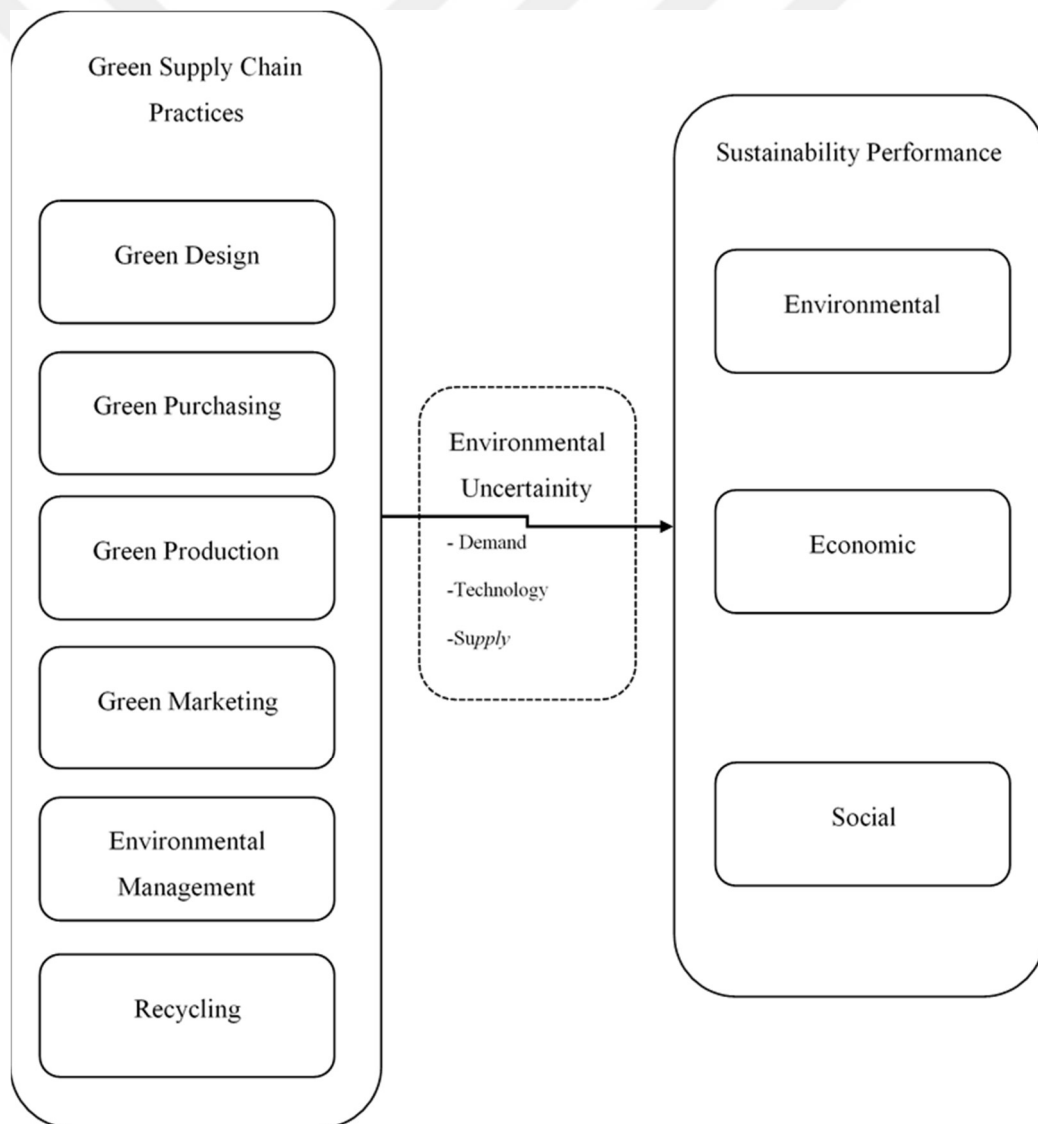 Green Supply Chain
Practices
Green Design
Green Purchasing
Green Production
Green Marketing
Environmental
Management
Recycling
Environmental
Uncertainity
- Demand
-Technology
-Supply
Sustainability Performance
Environmental
Economic
Social